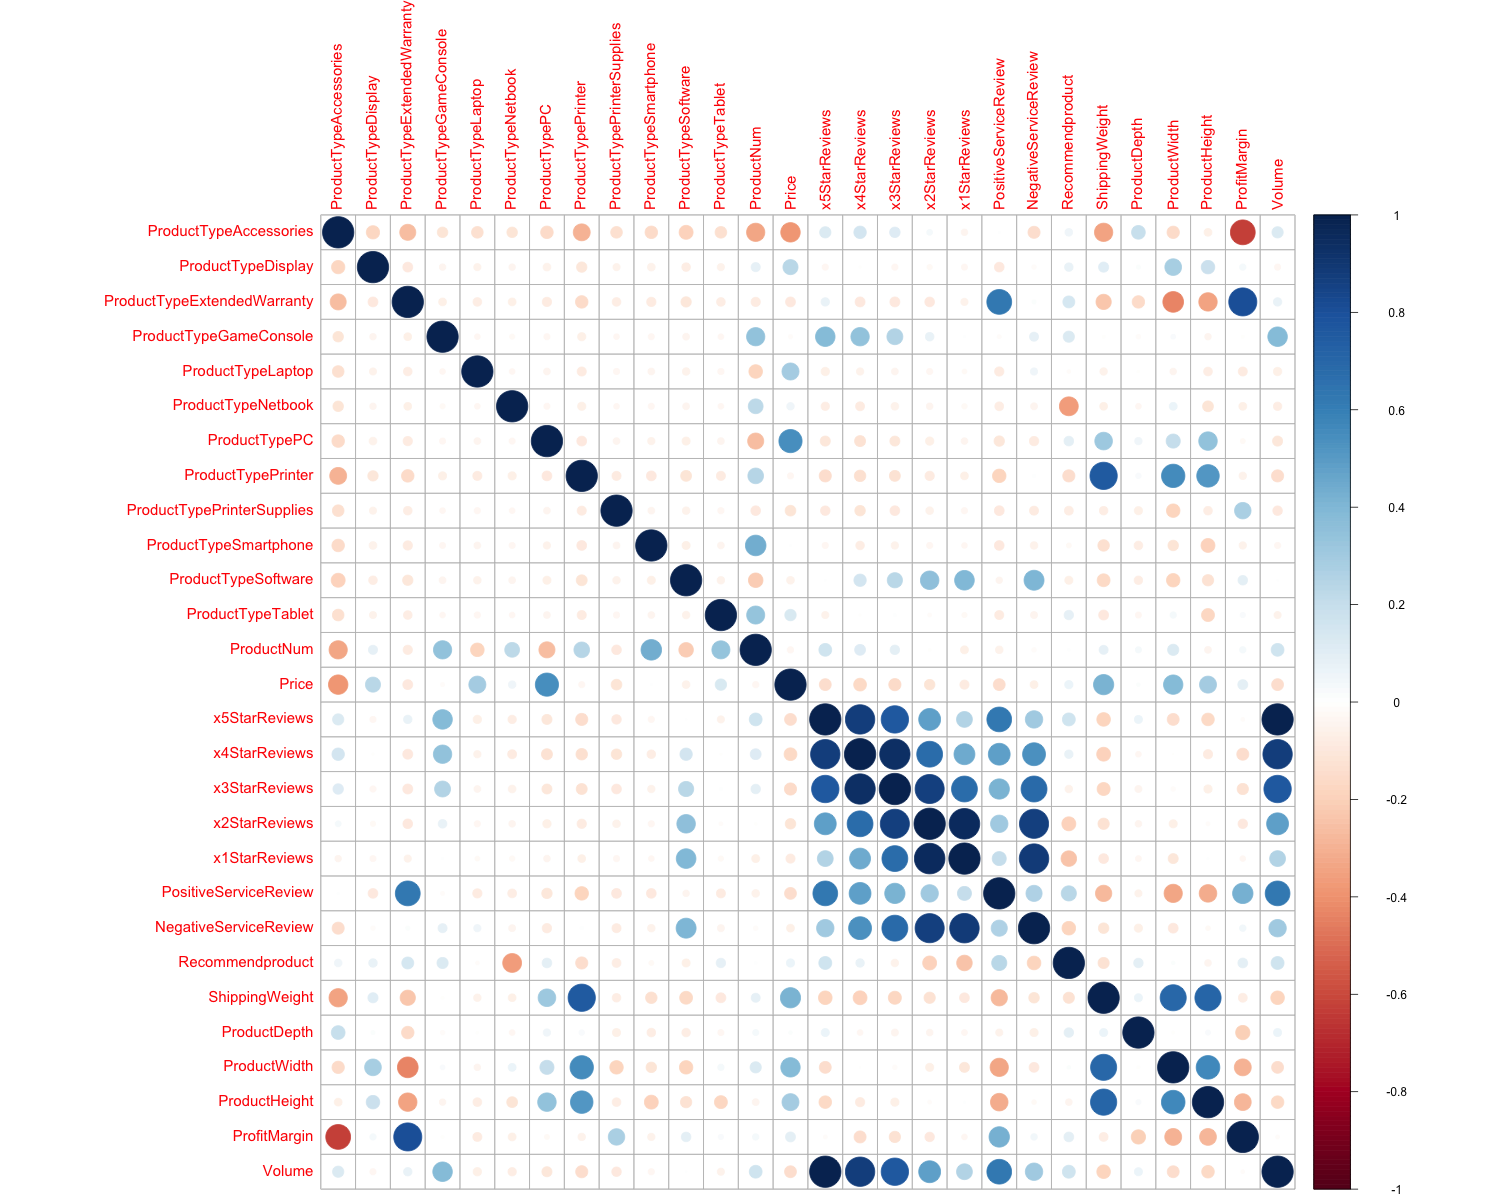 ProductTypeAccessories
ProductTypeDisplay
ProductTypeExtendedWarranty
ProductTypeGameConsole
ProductTypeLaptop
ProductTypeNetbook
ProductTypePC
ProductTypePrinter
ProductTypePrinterSupplies
ProductTypeSmartphone
ProductTypeSoftware
ProductTypeTablet
ProductNum
Price
x5StarReviews
x4StarReviews
x3StarReviews
x2StarReviews
x1StarReviews
PositiveServiceReview
NegativeServiceReview
Recommendproduct
ShippingWeight
ProductDepth
ProductWidth
ProductHeight
ProfitMargin
Volume
ProductTypeAccessories
ProductTypeDisplay
ProductTypeExtendedWarranty
ProductTypeGameConsole
ProductTypeLaptop
ProductTypeNetbook
ProductTypePC
ProductTypePrinter
ProductTypePrinterSupplies
ProductTypeSmartphone
ProductTypeSoftware
ProductTypeTablet
ProductNum
Price
x5StarReviews
x4StarReviews
x3StarReviews
x2StarReviews
x1StarReviews
PositiveServiceReview
NegativeServiceReview
Recommendproduct
ShippingWeight
ProductDepth
ProductWidth
ProductHeight
ProfitMargin
Volume
1
0.8
0.6
0.4
0.2
0
-0.2
-0.4
-0.6
-0.8
-1